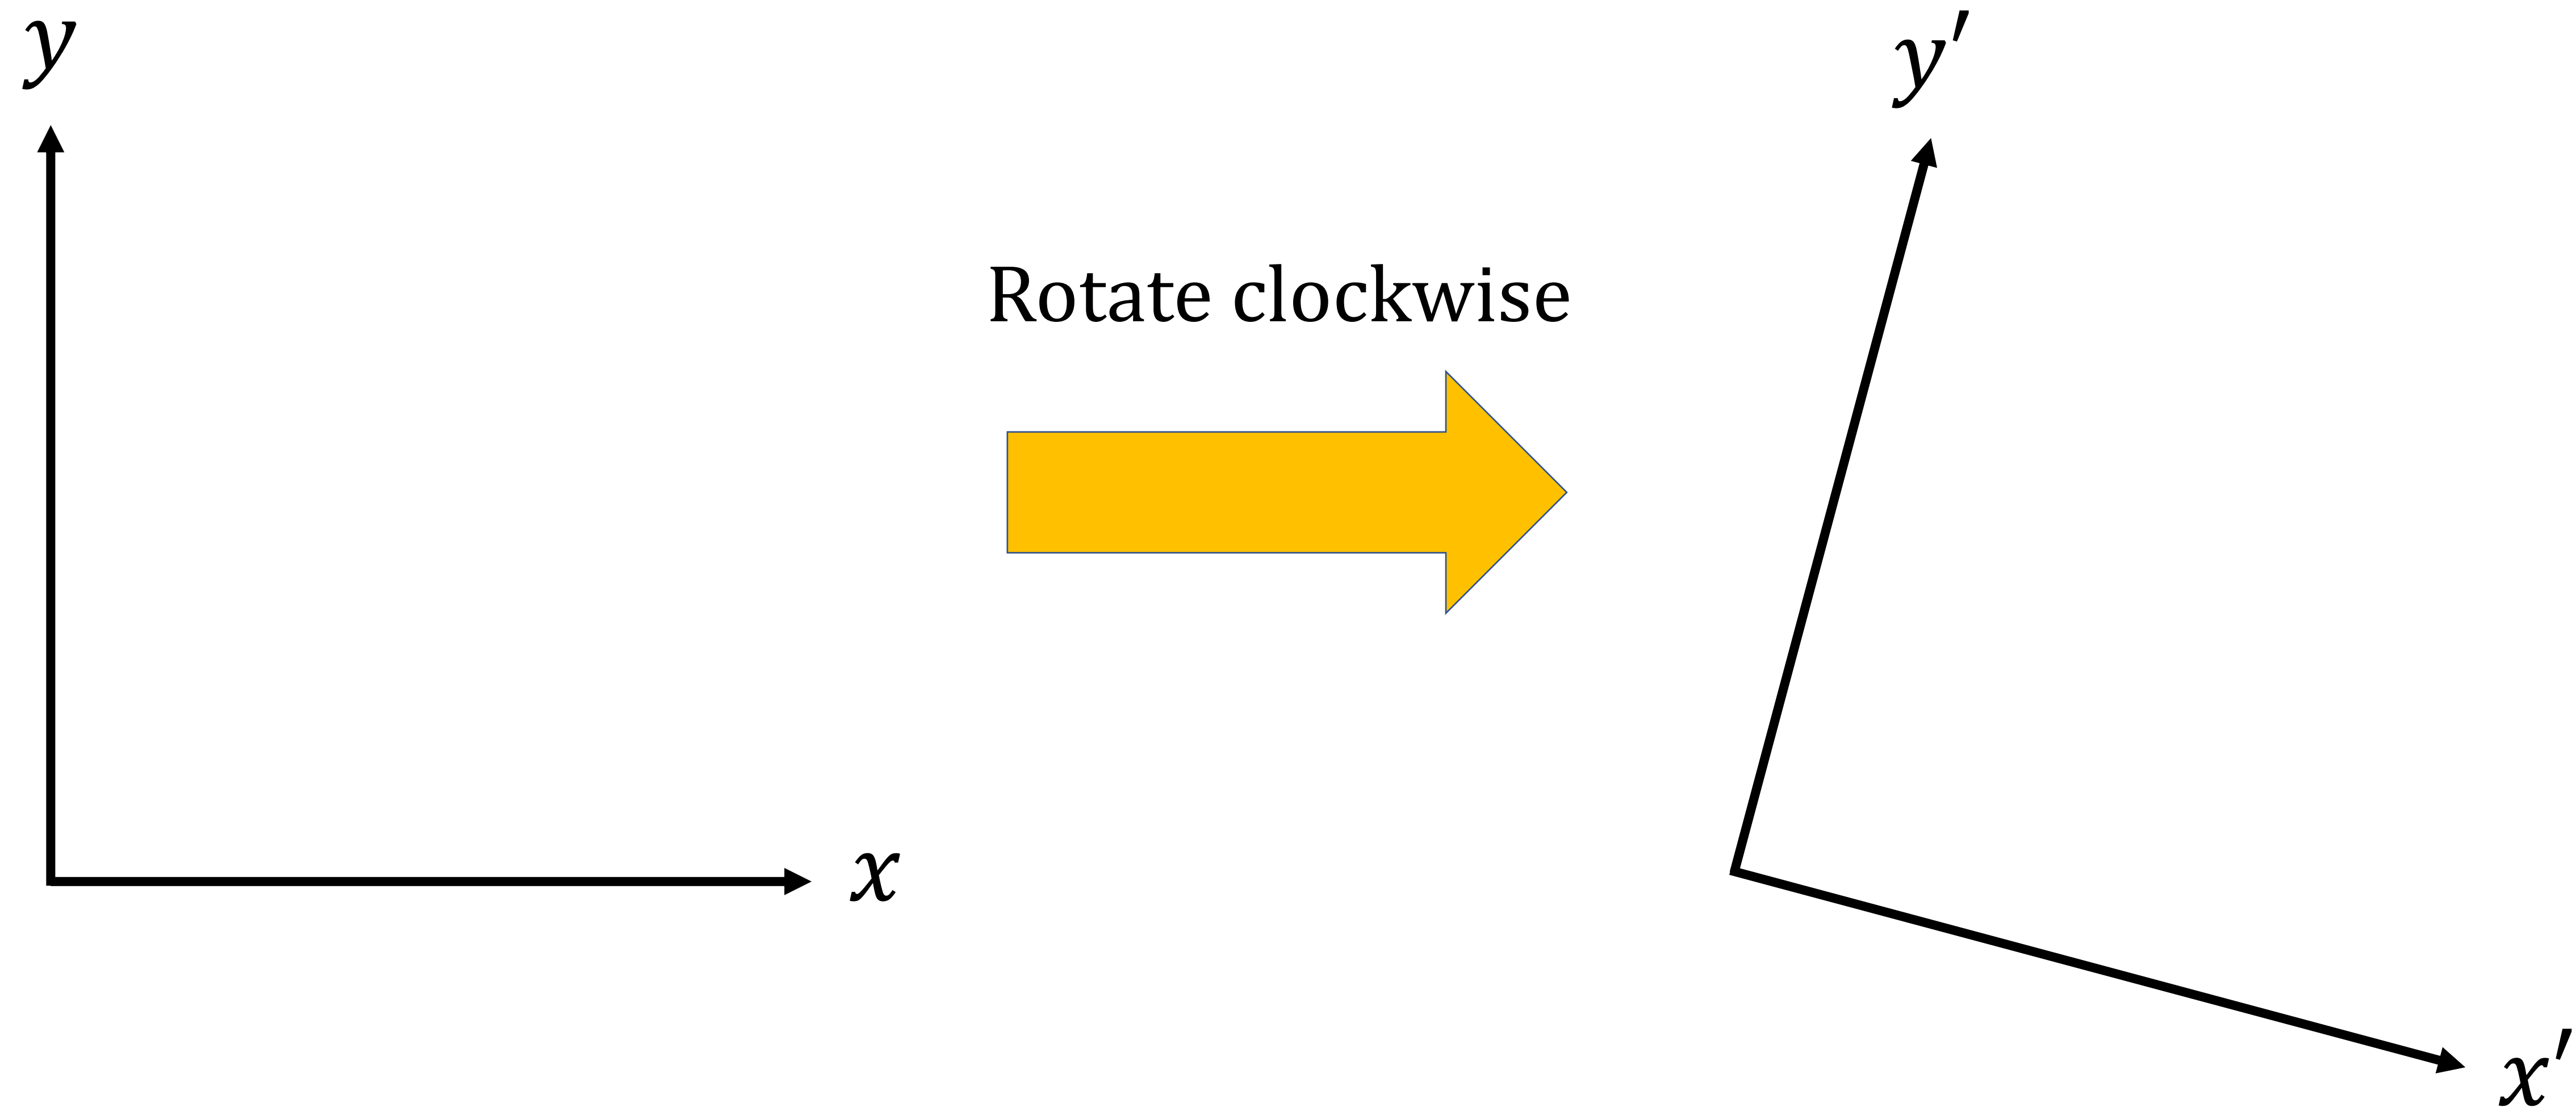 y
y′
Rotate clockwise
x
x′